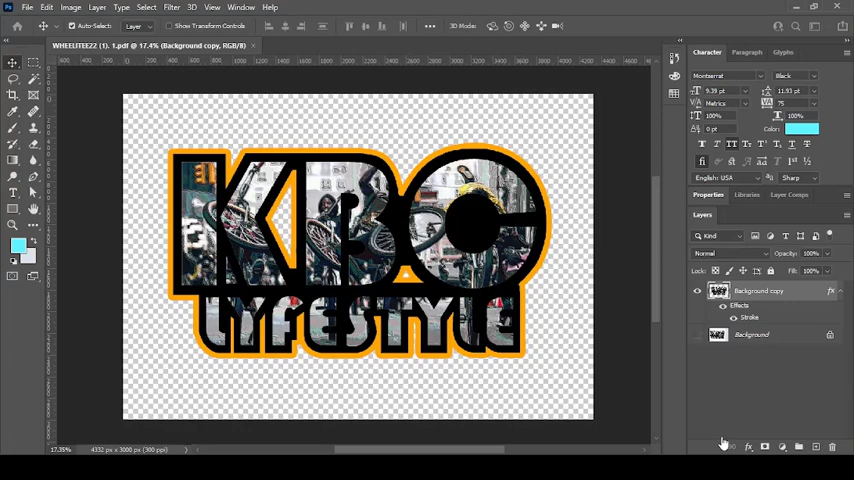 File Edit Image Layer Type Select Filter 3D View Window Help
Auto-Select: Layer Show Transform Controls 3D Mode:
WHEELITEE22 (1). 1.pdf @ 17.4% (Background copy, RGB/8)
Character Paragraph Glyphs
Montserrat Black
9.39 pt 11.93 pt
Metrics 75
100% 100%
0 pt Color:
English: USA Sharp
Properties Libraries Layer Comps
Layers
Kind
Normal Opacity: 100%
Lock: Fill: 100%
Background copy fx
Effects
Stroke
Background
KBC
LYFESTYLE
17.35% 4332 px x 3000 px (300 ppi)